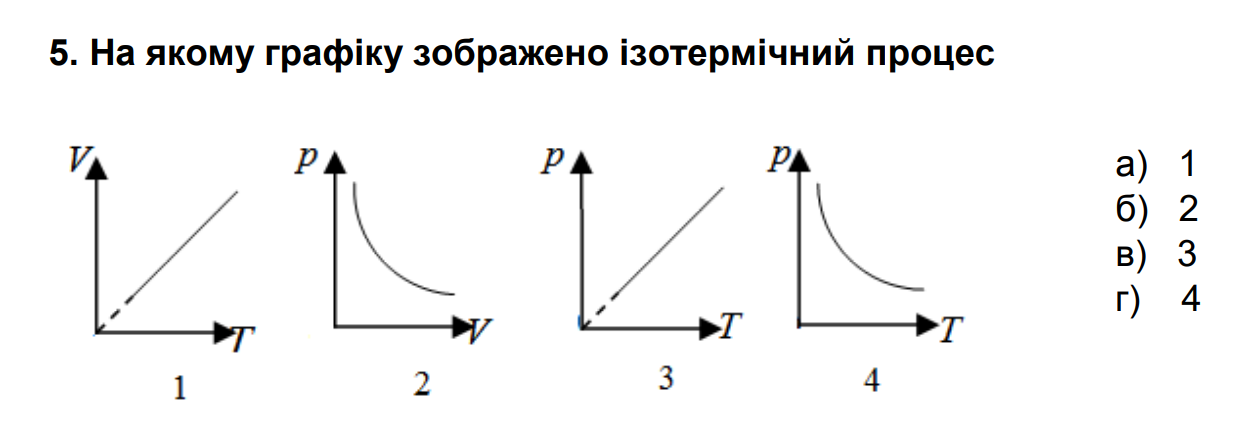 5. На якому графіку зображено ізотермічний процес
V
T
1
p
V
2
p
T
3
p
T
4
а) 1
б) 2
в) 3
г) 4